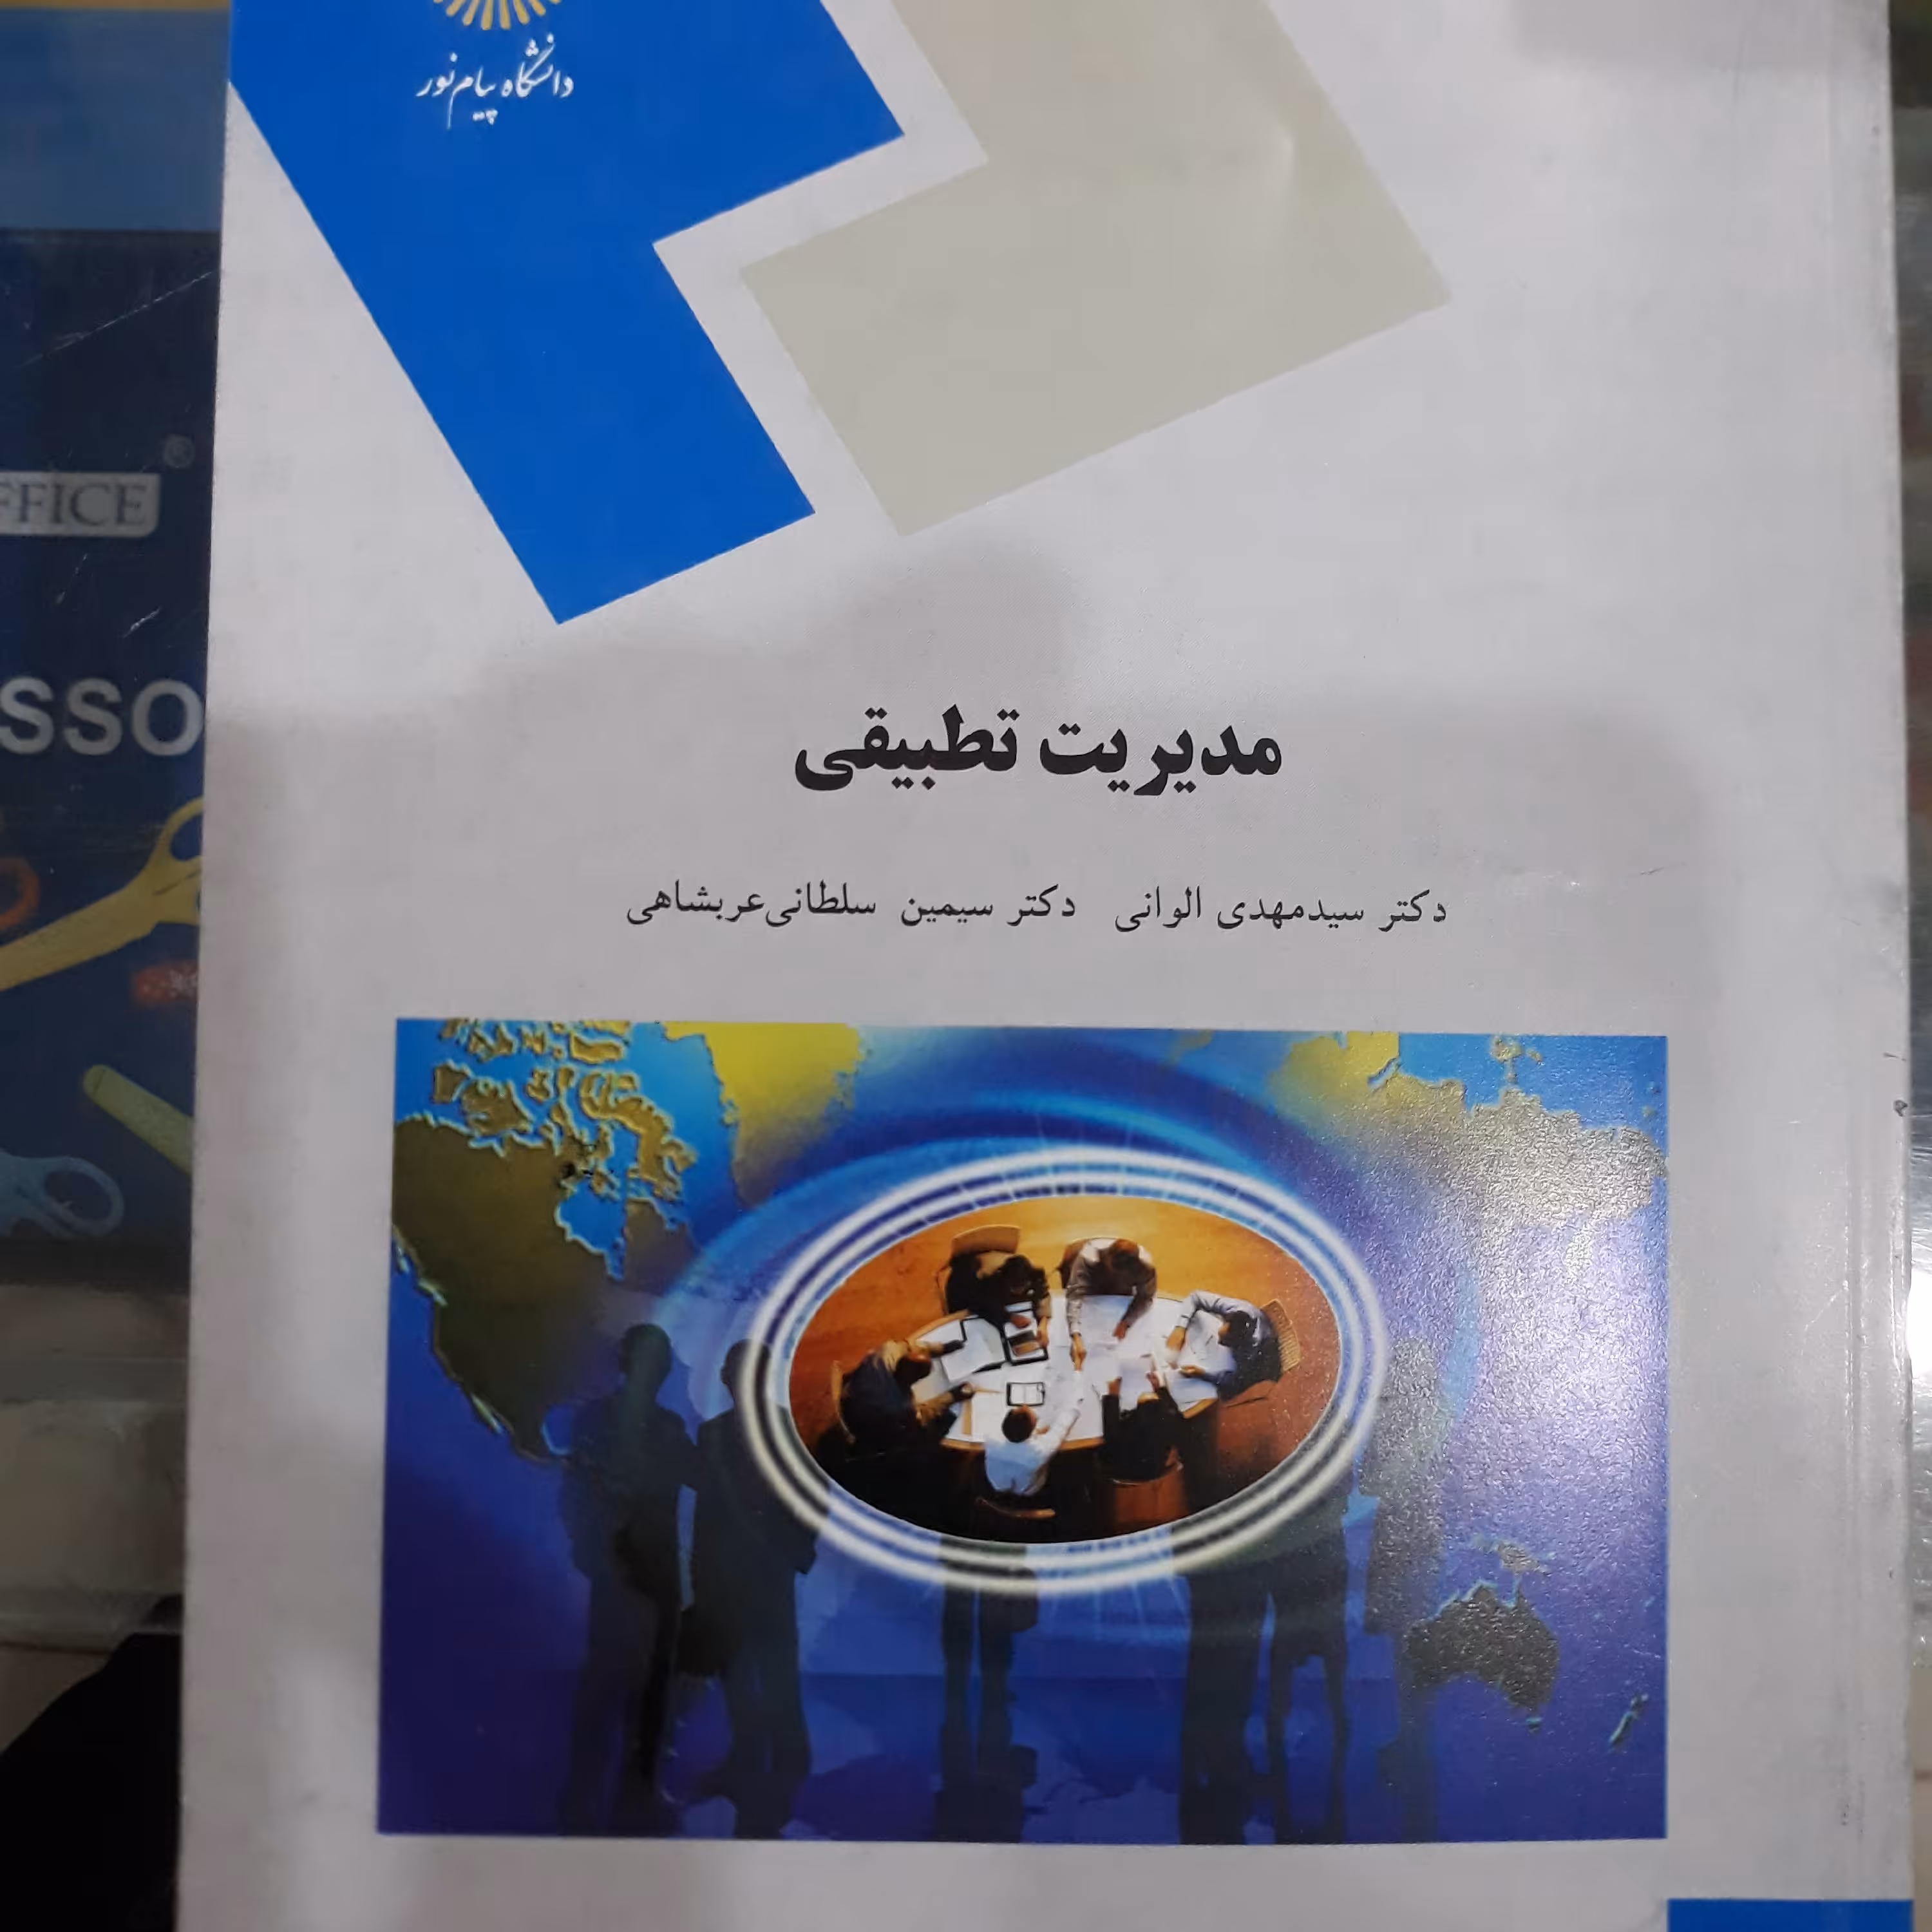 دانشگاه پیام نور
FFICE
®
SSO
مدیریت تطبیقی
دکتر سیدمهدی الوانی دکتر سیمین سلطانی‌عربشاهی